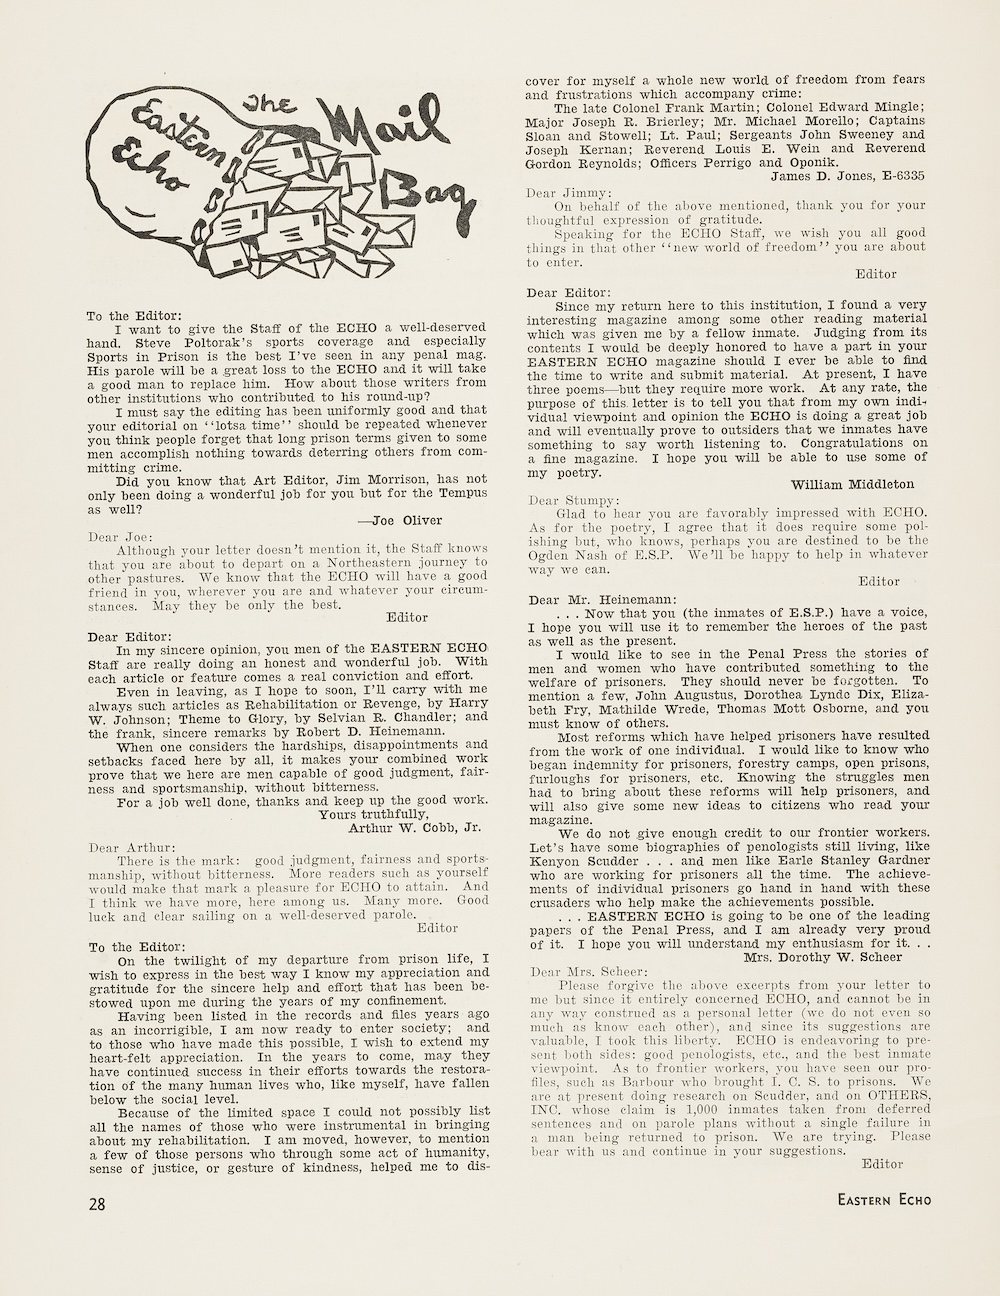 The Mail Bag
Eastern Echo
To the Editor:
I want to give the Staff of the ECHO a well-deserved
hand. Steve Poltorak's sports coverage and especially
Sports in Prison is the best I've seen in any penal mag.
His parole will be a great loss to the ECHO and it will take
a good man to replace him. How about those writers from
other institutions who contributed to his round-up?
I must say the editing has been uniformly good and that
your editorial on ‘‘lotsa time’’ should be repeated whenever
you think people forget that long prison terms given to some
men accomplish nothing towards deterring others from com-
mitting crime.
Did you know that Art Editor, Jim Morrison, has not
only been doing a wonderful job for you but for the Tempus
as well?
—Joe Oliver
Dear Joe:
Although your letter doesn't mention it, the Staff knows
that you are about to depart on a Northeastern journey to
other pastures. We know that the ECHO will have a good
friend in you, wherever you are and whatever your circum-
stances. May they be only the best.
Editor
Dear Editor:
In my sincere opinion, you men of the EASTERN ECHO
Staff are really doing an honest and wonderful job. With
each article or feature comes a real conviction and effort.
Even in leaving, as I hope to soon, I'll carry with me
always such articles as Rehabilitation or Revenge, by Harry
W. Johnson; Theme to Glory, by Selvian R. Chandler; and
the frank, sincere remarks by Robert D. Heinemann.
When one considers the hardships, disappointments and
setbacks faced here by all, it makes your combined work
prove that we here are men capable of good judgment, fair-
ness and sportsmanship, without bitterness.
For a job well done, thanks and keep up the good work.
Yours truthfully,
Arthur W. Cobb, Jr.
Dear Arthur:
There is the mark: good judgment, fairness and sports-
manship, without bitterness. More readers such as yourself
would make that mark a pleasure for ECHO to attain. And
I think we have more, here among us. Many more. Good
luck and clear sailing on a well-deserved parole.
Editor
To the Editor:
On the twilight of my departure from prison life, I
wish to express in the best way I know my appreciation and
gratitude for the sincere help and effort that has been be-
stowed upon me during the years of my confinement.
Having been listed in the records and files years ago
as an incorrigible, I am now ready to enter society; and
to those who have made this possible, I wish to extend my
heart-felt appreciation. In the years to come, may they
have continued success in their efforts towards the restora-
tion of the many human lives who, like myself, have fallen
below the social level.
Because of the limited space I could not possibly list
all the names of those who were instrumental in bringing
about my rehabilitation. I am moved, however, to mention
a few of those persons who through some act of humanity,
sense of justice, or gesture of kindness, helped me to dis-
cover for myself a whole new world of freedom from fears
and frustrations which accompany crime:
The late Colonel Frank Martin; Colonel Edward Mingle;
Major Joseph R. Brierley; Mr. Michael Morello; Captains
Sloan and Stowell; Lt. Paul; Sergeants John Sweeney and
Joseph Kernan; Reverend Louis E. Wein and Reverend
Gordon Reynolds; Officers Perrigo and Oponik.
James D. Jones, E-6335
Dear Jimmy:
On behalf of the above mentioned, thank you for your
thoughtful expression of gratitude.
Speaking for the ECHO Staff, we wish you all good
things in that other ‘‘new world of freedom’’ you are about
to enter.
Editor
Dear Editor:
Since my return here to this institution, I found a very
interesting magazine among some other reading material
which was given me by a fellow inmate. Judging from its
contents I would be deeply honored to have a part in your
EASTERN ECHO magazine should I ever be able to find
the time to write and submit material. At present, I have
three poems—but they require more work. At any rate, the
purpose of this letter is to tell you that from my own indi-
vidual viewpoint and opinion the ECHO is doing a great job
and will eventually prove to outsiders that we inmates have
something to say worth listening to. Congratulations on
a fine magazine. I hope you will be able to use some of
my poetry.
William Middleton
Dear Stumpy:
Glad to hear you are favorably impressed with ECHO.
As for the poetry, I agree that it does require some pol-
ishing but, who knows, perhaps you are destined to be the
Ogden Nash of E.S.P. We'll be happy to help in whatever
way we can.
Editor
Dear Mr. Heinemann:
. . . Now that you (the inmates of E.S.P.) have a voice,
I hope you will use it to remember the heroes of the past
as well as the present.
I would like to see in the Penal Press the stories of
men and women who have contributed something to the
welfare of prisoners. They should never be forgotten. To
mention a few, John Augustus, Dorothea Lynde Dix, Eliza-
beth Fry, Mathilde Wrede, Thomas Mott Osborne, and you
must know of others.
Most reforms which have helped prisoners have resulted
from the work of one individual. I would like to know who
began indemnity for prisoners, forestry camps, open prisons,
furloughs for prisoners, etc. Knowing the struggles men
had to bring about these reforms will help prisoners, and
will also give some new ideas to citizens who read your
magazine.
We do not give enough credit to our frontier workers.
Let's have some biographies of penologists still living, like
Kenyon Scudder . . . and men like Earle Stanley Gardner
who are working for prisoners all the time. The achieve-
ments of individual prisoners go hand in hand with these
crusaders who help make the achievements possible.
. . . EASTERN ECHO is going to be one of the leading
papers of the Penal Press, and I am already very proud
of it. I hope you will understand my enthusiasm for it. . .
Mrs. Dorothy W. Scheer
Dear Mrs. Scheer:
Please forgive the above excerpts from your letter to
me but since it entirely concerned ECHO, and cannot be in
any way construed as a personal letter (we do not even so
much as know each other), and since its suggestions are
valuable, I took this liberty. ECHO is endeavoring to pre-
sent both sides: good penologists, etc., and the best inmate
viewpoint. As to frontier workers, you have seen our pro-
files, such as Barbour who brought I. C. S. to prisons. We
are at present doing research on Scudder, and on OTHERS,
INC. whose claim is 1,000 inmates taken from deferred
sentences and on parole plans without a single failure in
a man being returned to prison. We are trying. Please
bear with us and continue in your suggestions.
Editor
28
EASTERN ECHO